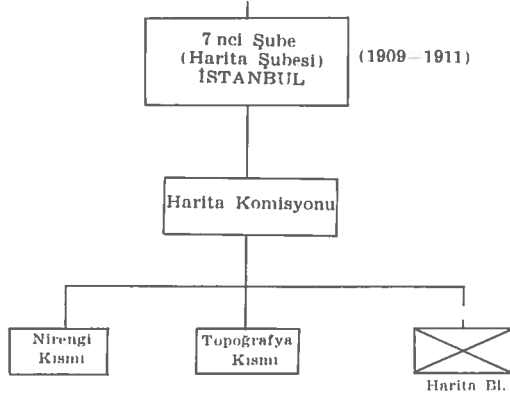 7 nci Şube
(Harita Şubesi)
İSTANBUL
(1909—1911)
Harita Komisyonu
Nirengi
Kısmı
Topoğrafya
Kısmı
Harita Bl.